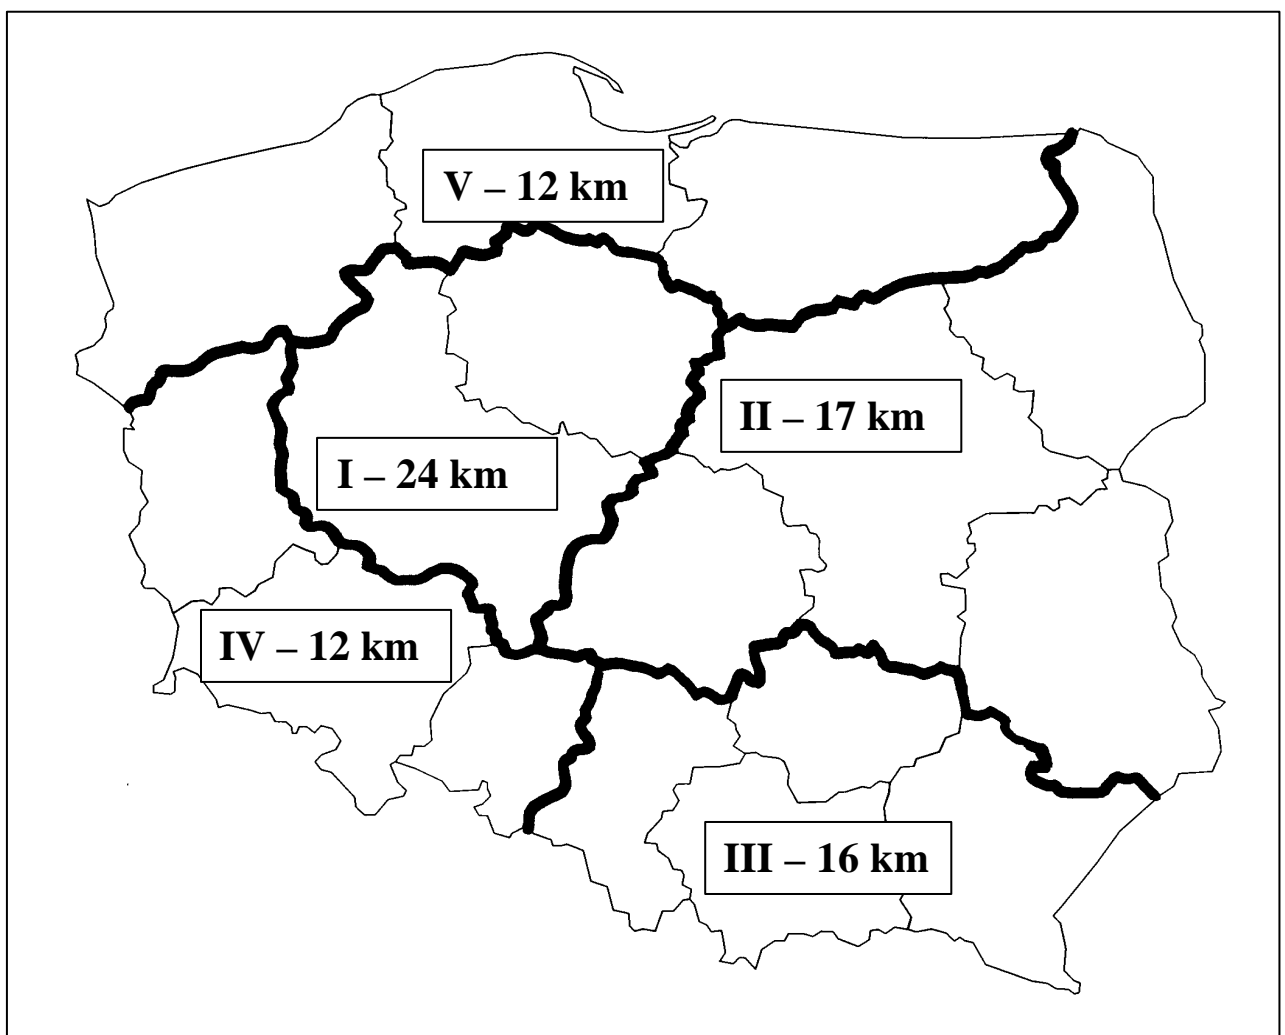 V – 12 km
II – 17 km
I – 24 km
IV – 12 km
III – 16 km